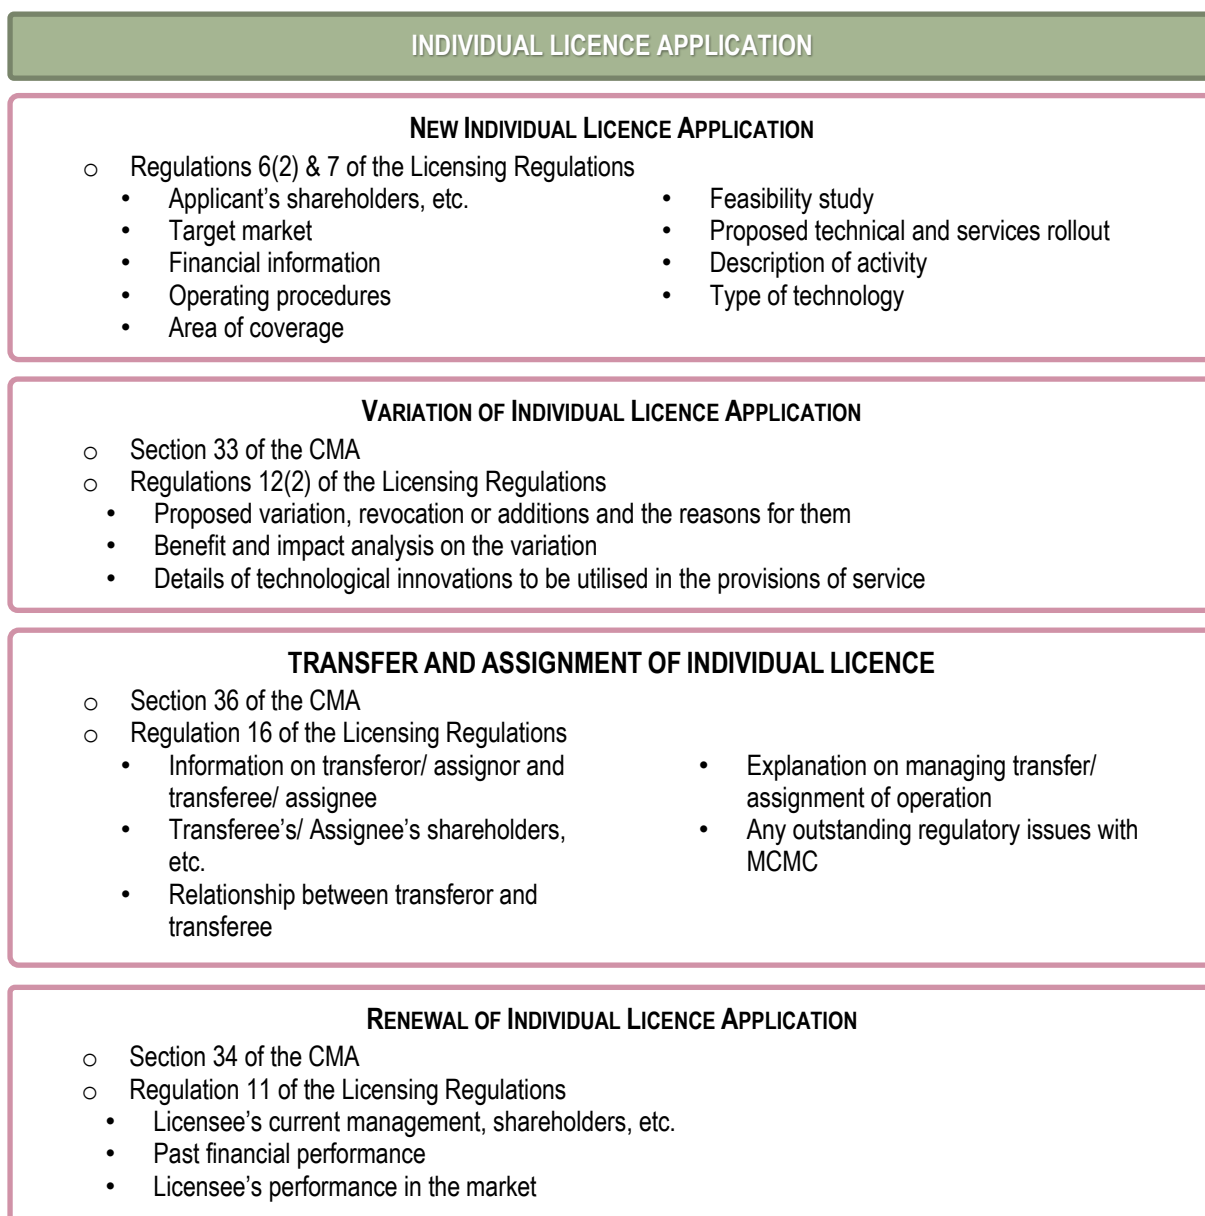 INDIVIDUAL LICENCE APPLICATION
NEW INDIVIDUAL LICENCE APPLICATION
o Regulations 6(2) & 7 of the Licensing Regulations
• Applicant's shareholders, etc.
• Target market
• Financial information
• Operating procedures
• Area of coverage
• Feasibility study
• Proposed technical and services rollout
• Description of activity
• Type of technology
VARIATION OF INDIVIDUAL LICENCE APPLICATION
o Section 33 of the CMA
o Regulations 12(2) of the Licensing Regulations
• Proposed variation, revocation or additions and the reasons for them
• Benefit and impact analysis on the variation
• Details of technological innovations to be utilised in the provisions of service
TRANSFER AND ASSIGNMENT OF INDIVIDUAL LICENCE
o Section 36 of the CMA
o Regulation 16 of the Licensing Regulations
• Information on transferor/ assignor and
transferee/ assignee
• Transferee's/ Assignee's shareholders,
etc.
• Relationship between transferor and
transferee
• Explanation on managing transfer/
assignment of operation
• Any outstanding regulatory issues with
MCMC
RENEWAL OF INDIVIDUAL LICENCE APPLICATION
o Section 34 of the CMA
o Regulation 11 of the Licensing Regulations
• Licensee's current management, shareholders, etc.
• Past financial performance
• Licensee's performance in the market